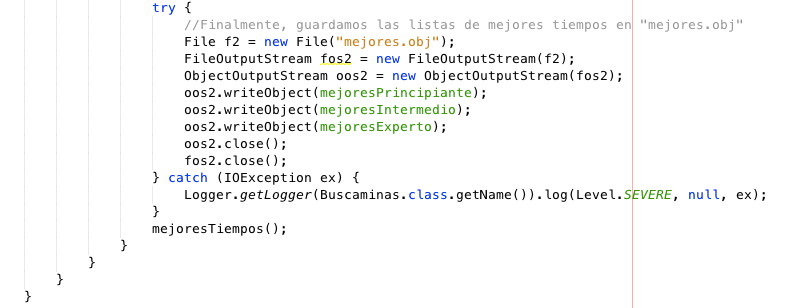 try {
//Finalmente, guardamos las listas de mejores tiempos en "mejores.obj"
File f2 = new File("mejores.obj");
FileOutputStream fos2 = new FileOutputStream(f2);
ObjectOutputStream oos2 = new ObjectOutputStream(fos2);
oos2.writeObject(mejoresPrincipiante);
oos2.writeObject(mejoresIntermedio);
oos2.writeObject(mejoresExperto);
oos2.close();
fos2.close();
} catch (IOException ex) {
Logger.getLogger(Buscaminas.class.getName()).log(Level.SEVERE, null, ex);
}
mejoresTiempos();
}
}
}
}